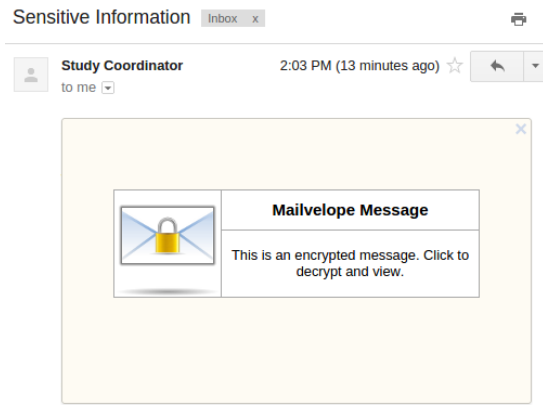 Sensitive Information Inbox x
Study Coordinator 2:03 PM (13 minutes ago)
to me
Mailvelope Message
This is an encrypted message. Click to
decrypt and view.